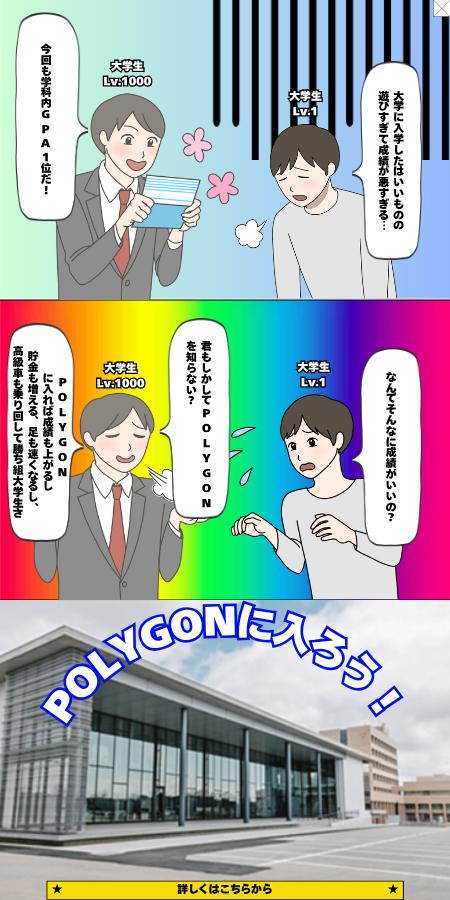 大学生
Lv.1000
今回も学科内GPA1位だ！
大学生
Lv.1
大学に入学したはいいものの
遊びすぎて成績が悪すぎる…
大学生
Lv.1
なんでそんなに成績がいいの？
大学生
Lv.1000
君もしかしてPOLYGON
を知らない？
POLYGON
に入れば成績も上がるし
貯金も増える、足も速くなるし、
高級車も乗り回して勝ち組大学生さ
POLYGONに入ろう！
★ 詳しくはこちらから ★